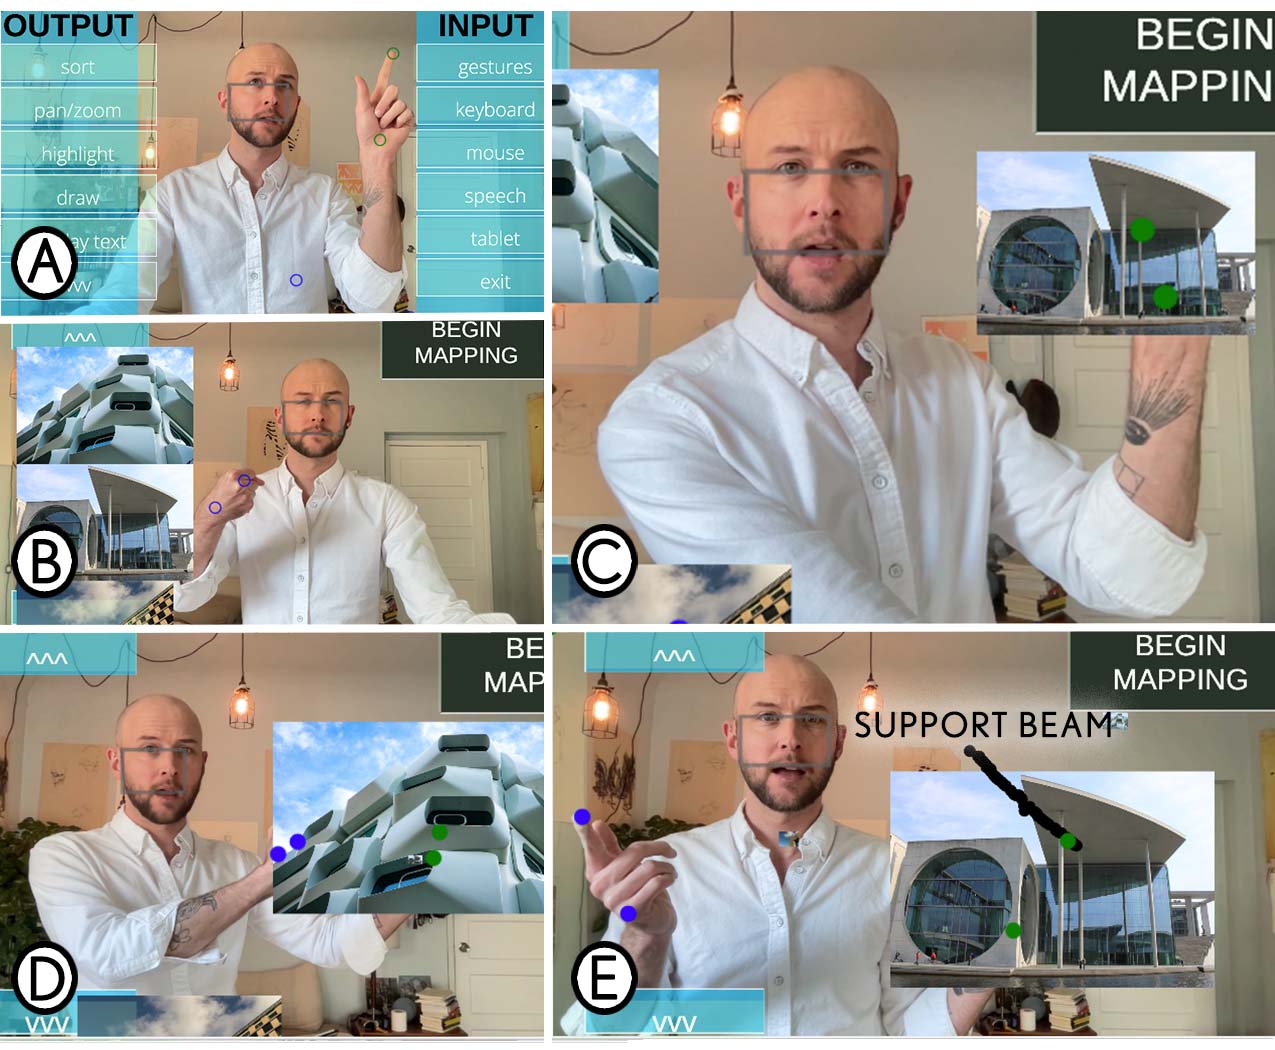 OUTPUT
sort
pan/zoom
highlight
draw
ay text
A
INPUT
gestures
keyboard
mouse
speech
tablet
exit
BEGIN
MAPPING
B
BEGIN
MAPPIN
C
BE
MAP
D
BEGIN
MAPPING
SUPPORT BEAM
E